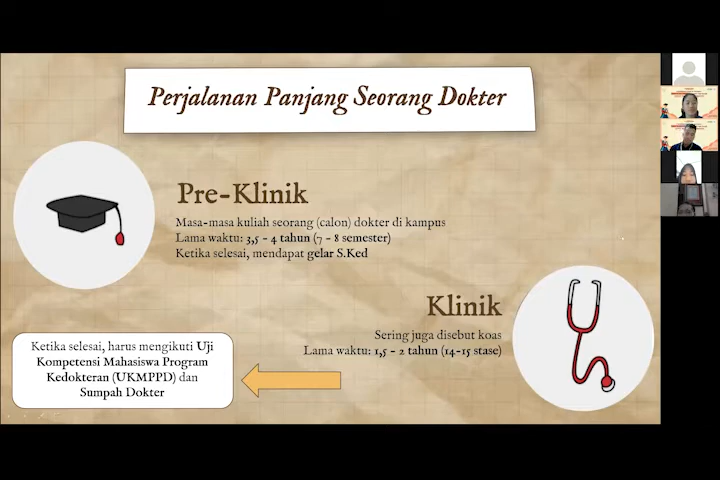 Perjalanan Panjang Seorang Dokter
Pre-Klinik
Masa-masa kuliah seorang (calon) dokter di kampus
Lama waktu: 3,5 - 4 tahun (7 - 8 semester)
Ketika selesai, mendapat gelar S.Ked
Klinik
Sering juga disebut koas
Lama waktu: 1,5 - 2 tahun (14-15 stase)
Ketika selesai, harus mengikuti Uji
Kompetensi Mahasiswa Program
Kedokteran (UKMPPD) dan
Sumpah Dokter